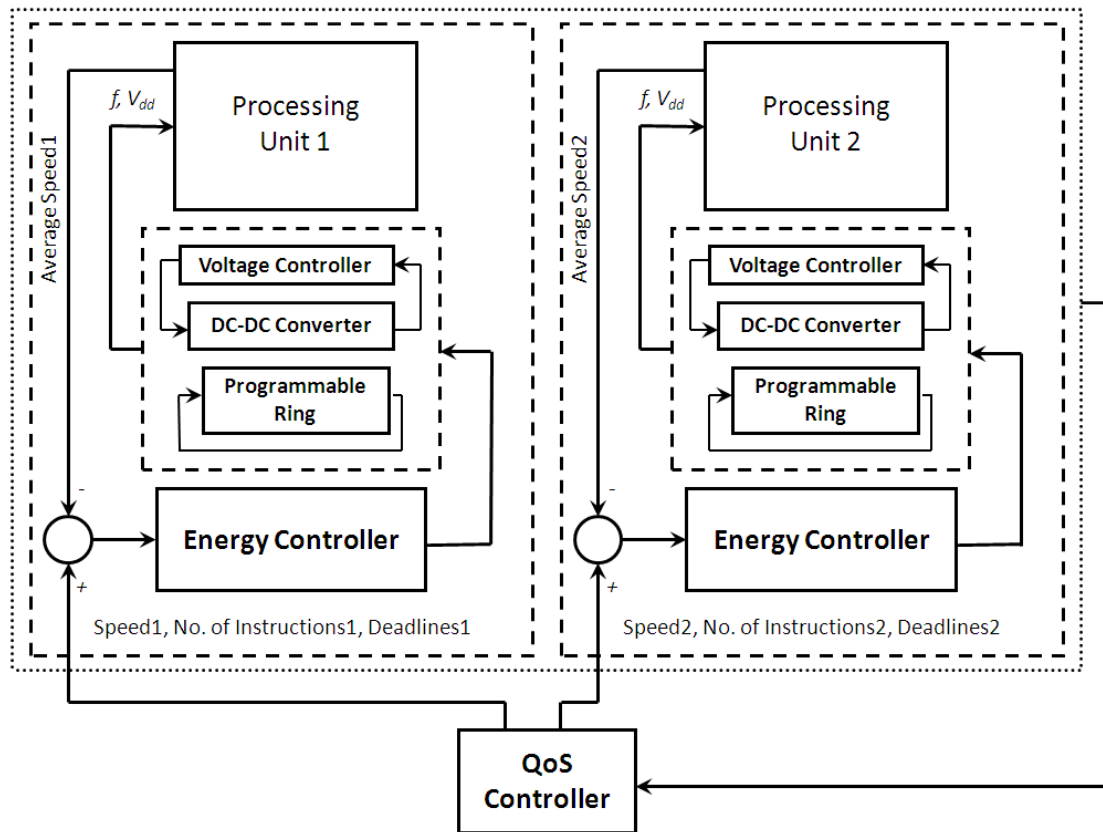 Processing
Unit 1
f, Vdd
Average Speed1
Voltage Controller
DC-DC Converter
Programmable
Ring
-
Energy Controller
+
Speed1, No. of Instructions1, Deadlines1
Processing
Unit 2
f, Vdd
Average Speed2
Voltage Controller
DC-DC Converter
Programmable
Ring
-
Energy Controller
+
Speed2, No. of Instructions2, Deadlines2
QoS
Controller